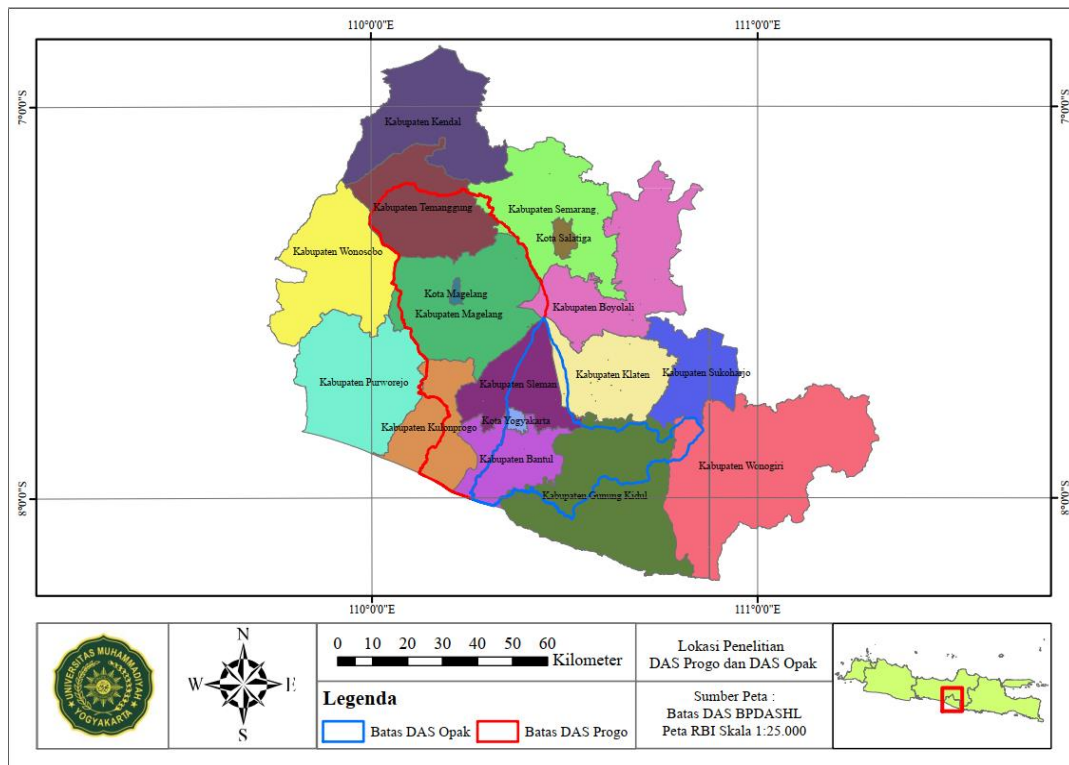 110°0'0"E
111°0'0"E
7°0'0"S
7°0'0"S
Kabupaten Kendal
Kabupaten Temanggung
Kabupaten Semarang
Kota Salatiga
Kabupaten Wonosobo
Kota Magelang
Kabupaten Magelang
Kabupaten Boyolali
Kabupaten Purworejo
Kabupaten Sleman
Kabupaten Klaten
Kabupaten Sukoharjo
Kota Yogyakarta
Kabupaten Kulonprogo
Kabupaten Bantul
Kabupaten Wonogiri
Kabupaten Gunung Kidul
8°0'0"S
8°0'0"S
110°0'0"E
111°0'0"E
UNIVERSITAS MUHAMMADIYAH
YOGYAKARTA
N
W E
S
0 10 20 30 40 50 60
Kilometer
Legenda
Batas DAS Opak
Batas DAS Progo
Lokasi Penelitian
DAS Progo dan DAS Opak
Sumber Peta :
Batas DAS BPDASHL
Peta RBI Skala 1:25.000